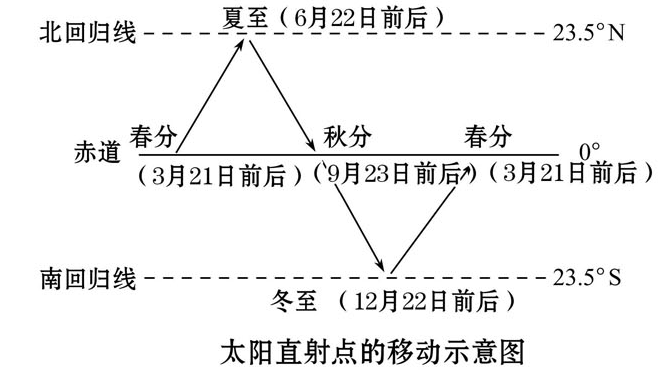 夏至（6月22日前后）
北回归线 23.5°N
春分 秋分 春分
赤道 0°
（3月21日前后）（9月23日前后）（3月21日前后）
南回归线 23.5°S
冬至 （12月22日前后）
太阳直射点的移动示意图